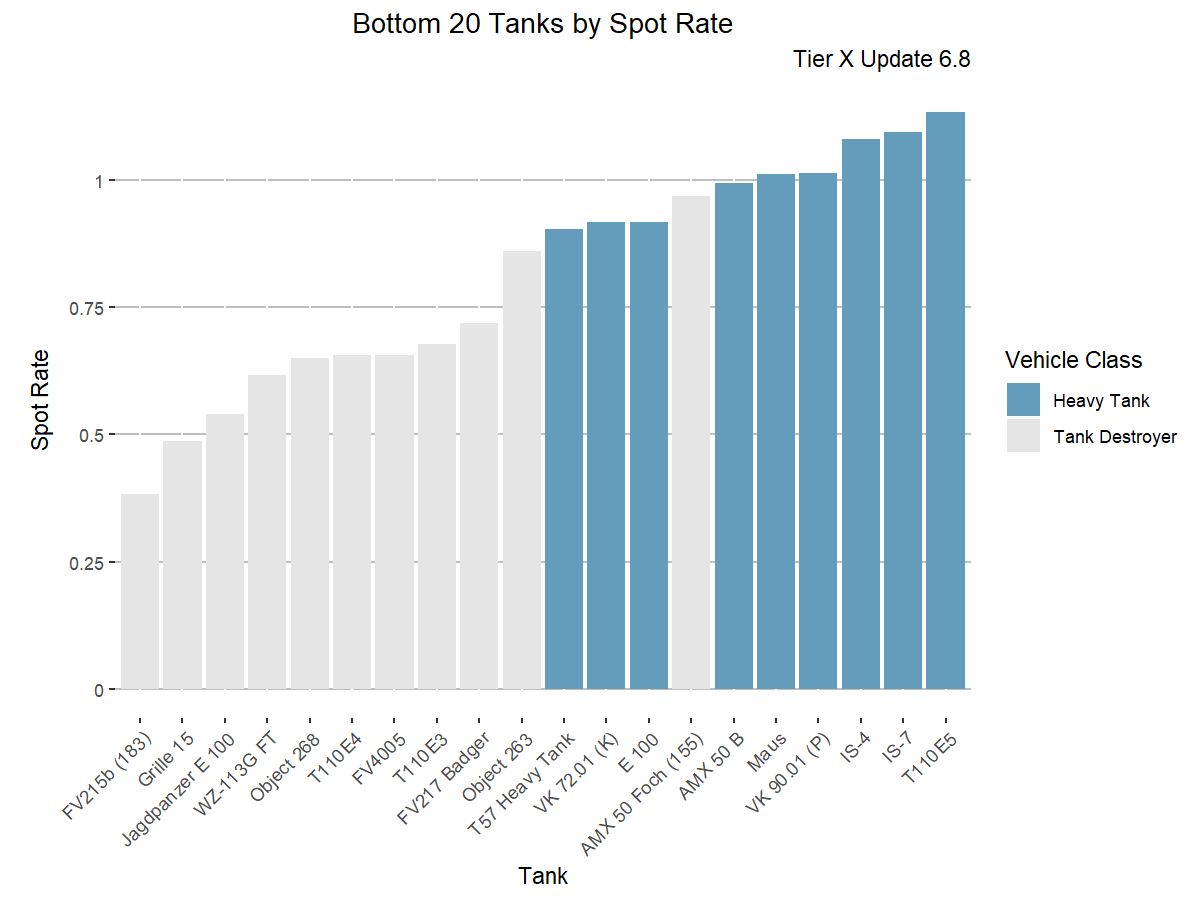 Bottom 20 Tanks by Spot Rate
Tier X Update 6.8
Spot Rate
1
0.75
0.5
0.25
0
FV215b (183)
Grille 15
Jagdpanzer E 100
WZ-113G FT
Object 268
T110E4
FV4005
T110E3
FV217 Badger
Object 263
T57 Heavy Tank
VK 72.01 (K)
E 100
AMX 50 Foch (155)
AMX 50 B
Maus
VK 90.01 (P)
IS-4
IS-7
T110E5
Tank
Vehicle Class
Heavy Tank
Tank Destroyer